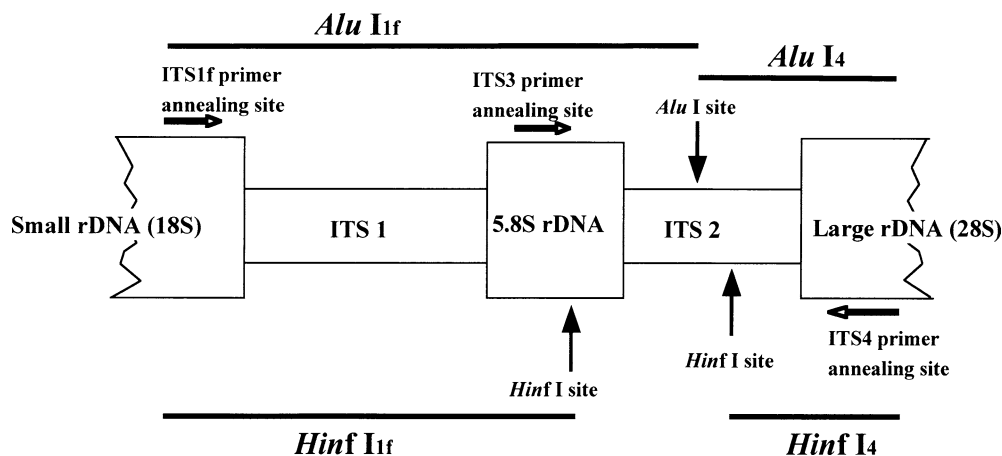 Alu I1f
Alu I4
ITS1f primer
annealing site
ITS3 primer
annealing site
Alu I site
Small rDNA (18S)
ITS 1
5.8S rDNA
ITS 2
Large rDNA (28S)
ITS4 primer
annealing site
Hinf I site
Hinf I site
Hinf I1f
Hinf I4